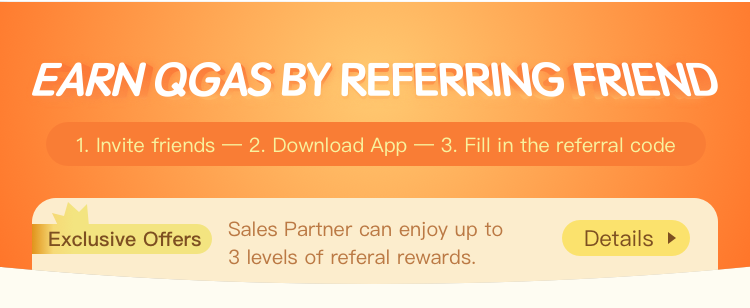 EARN QGAS BY REFERRING FRIEND
1. Invite friends — 2. Download App — 3. Fill in the referral code
Exclusive Offers
Sales Partner can enjoy up to
3 levels of referal rewards.
Details